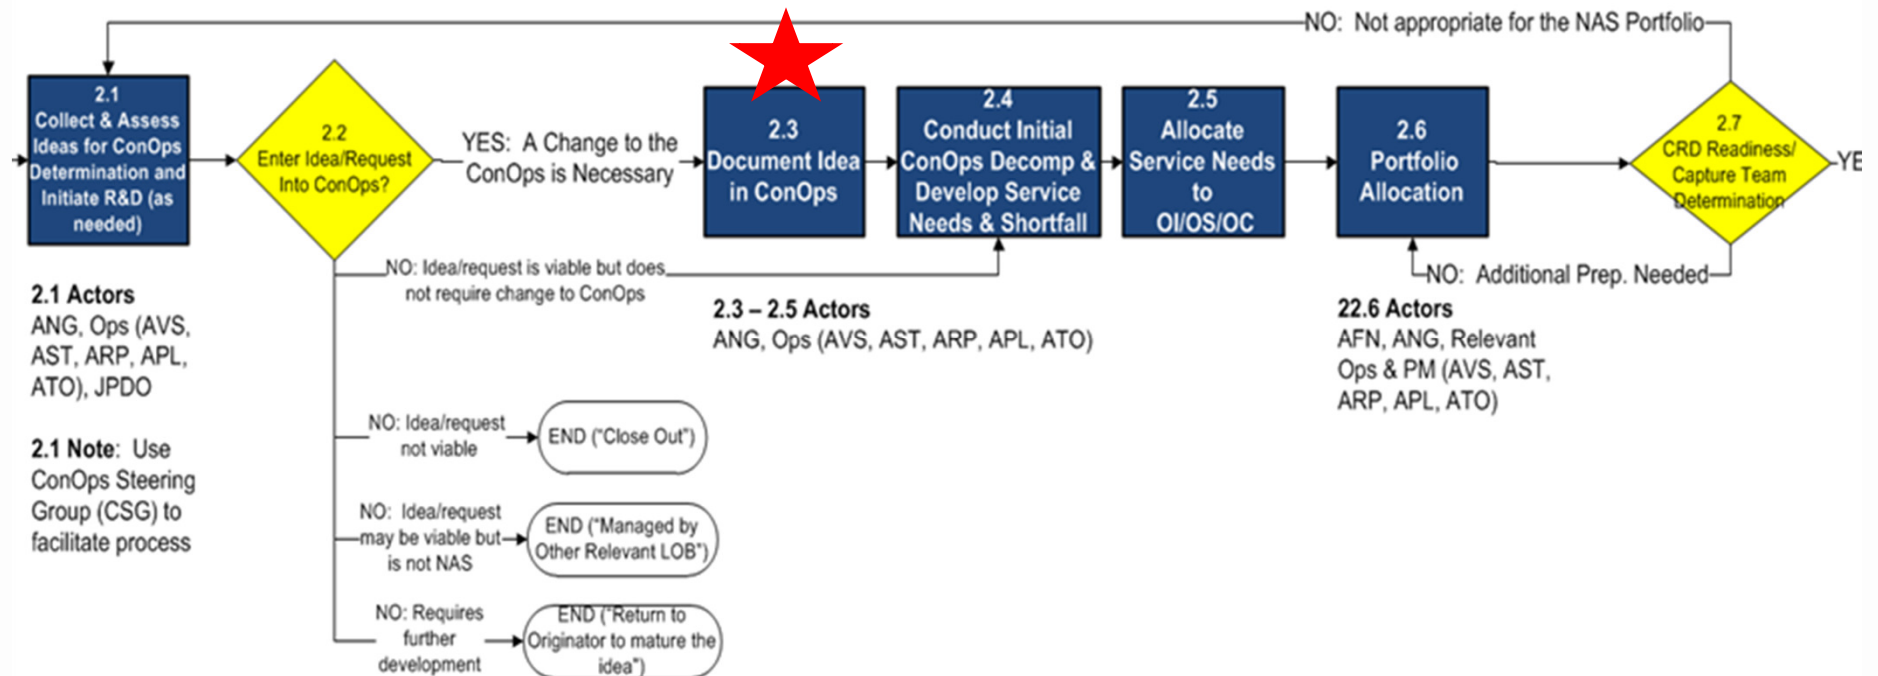 NO: Not appropriate for the NAS Portfolio
2.1
Collect & Assess
Ideas for ConOps
Determination and
Initiate R&D (as
needed)
2.2
Enter Idea/Request
Into ConOps?
YES: A Change to the
ConOps is Necessary
2.3
Document Idea
in ConOps
2.4
Conduct Initial
ConOps Decomp &
Develop Service
Needs & Shortfall
2.5
Allocate
Service Needs
to
OI/OS/OC
2.6
Portfolio
Allocation
2.7
CRD Readiness/
Capture Team
Determination
YE
NO: Idea/request is viable but does
not require change to ConOps
NO: Additional Prep. Needed
2.1 Actors
ANG, Ops (AVS,
AST, ARP, APL,
ATO), JPDO
2.3 – 2.5 Actors
ANG, Ops (AVS, AST, ARP, APL, ATO)
22.6 Actors
AFN, ANG, Relevant
Ops & PM (AVS, AST,
ARP, APL, ATO)
2.1 Note: Use
ConOps Steering
Group (CSG) to
facilitate process
NO: Idea/request
not viable
END ("Close Out")
NO: Idea/request
may be viable but
is not NAS
END ("Managed by
Other Relevant LOB")
NO: Requires
further
development
END ("Return to
Originator to mature the
idea")